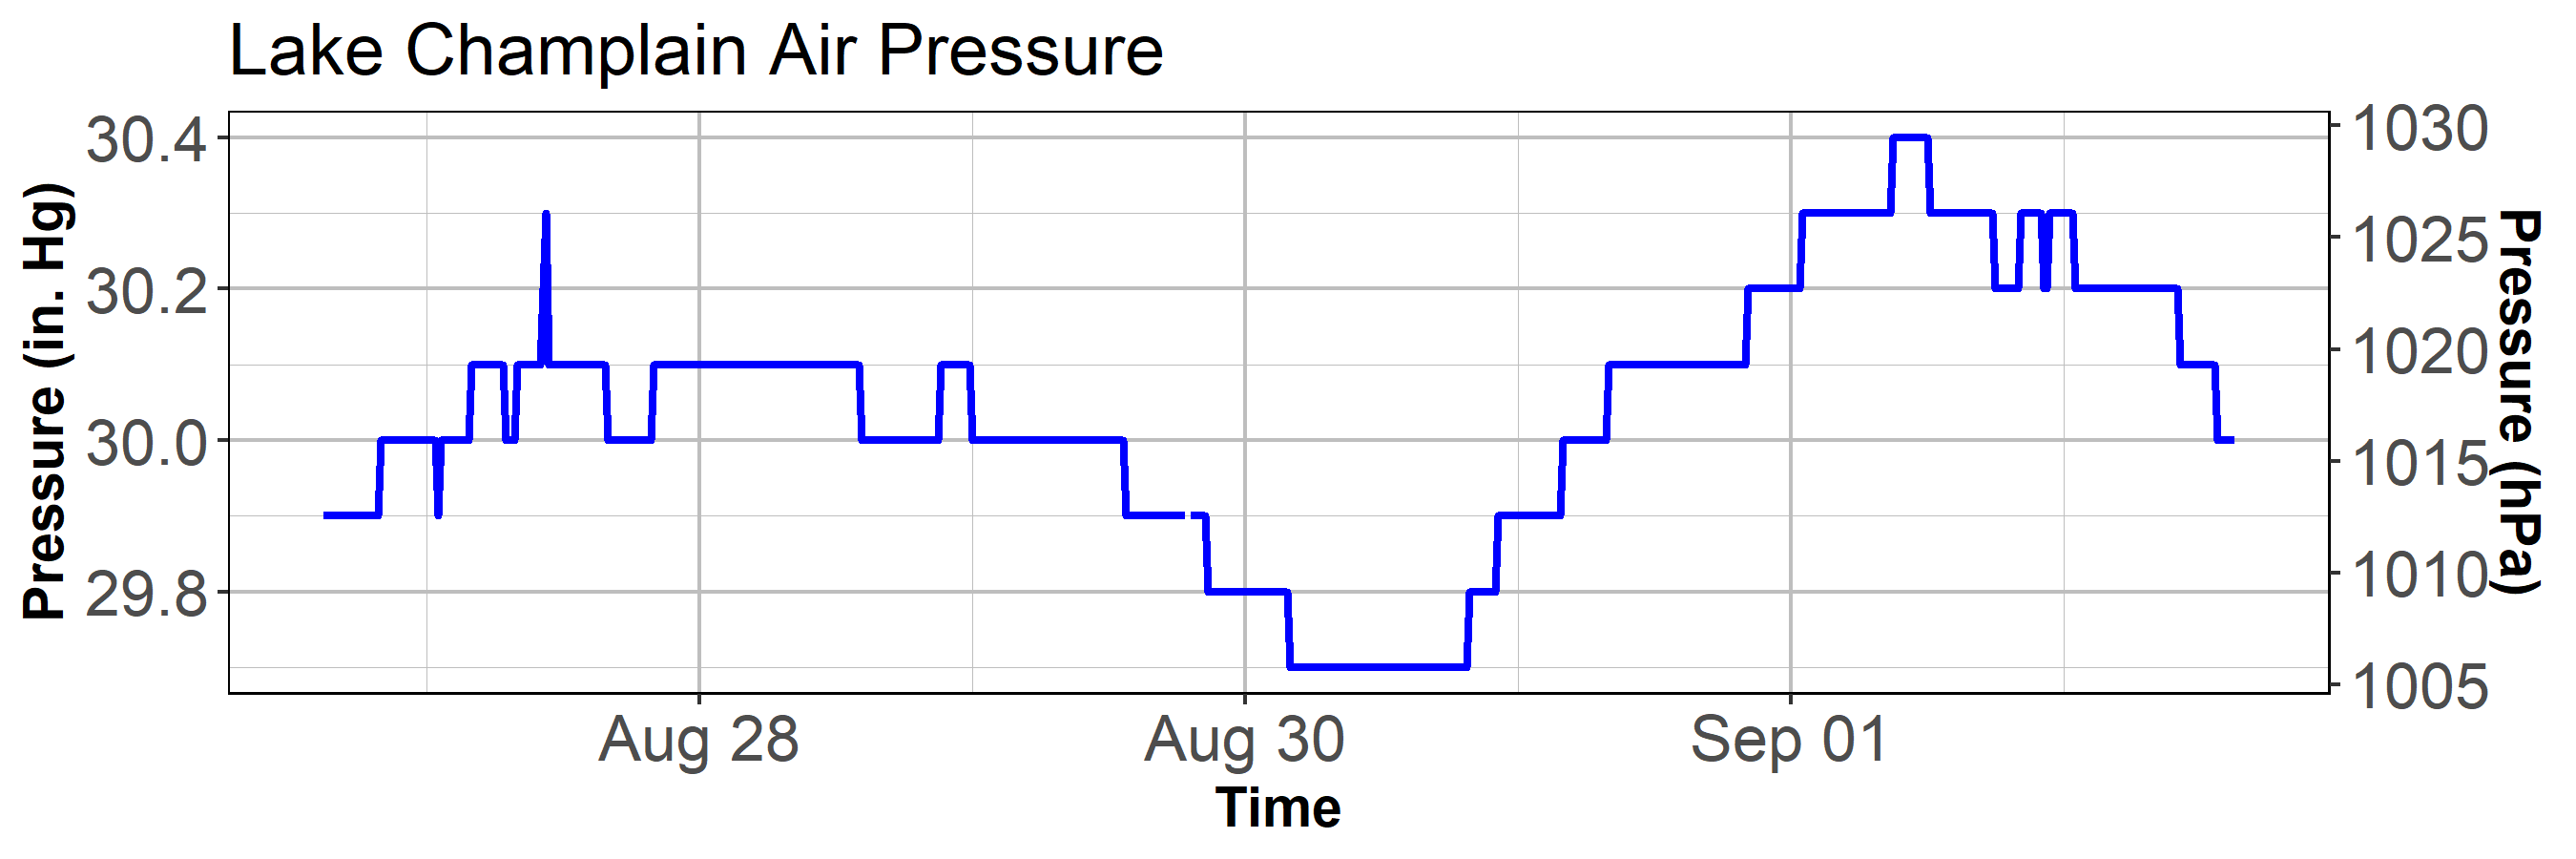 Lake Champlain Air Pressure
Pressure (in. Hg)
30.4
30.2
30.0
29.8
1030
1025
1020
1015
1010
1005
Pressure (hPa)
Aug 28 Aug 30 Sep 01
Time